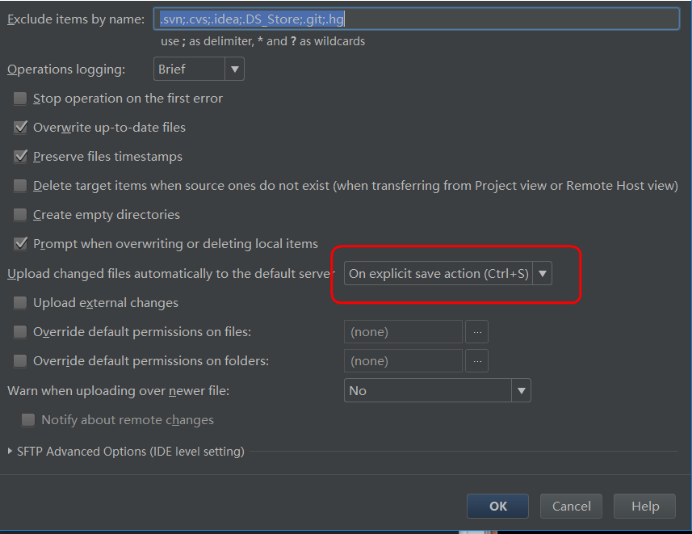 Exclude items by name: .svn;.cvs;.idea;.DS_Store;.git;.hg
use ; as delimiter, * and ? as wildcards
Operations logging: Brief
Stop operation on the first error
Overwrite up-to-date files
Preserve files timestamps
Delete target items when source ones do not exist (when transferring from Project view or Remote Host view)
Create empty directories
Prompt when overwriting or deleting local items
Upload changed files automatically to the default server On explicit save action (Ctrl+S)
Upload external changes
Override default permissions on files: (none) ...
Override default permissions on folders: (none) ...
Warn when uploading over newer file: No
Notify about remote changes
SFTP Advanced Options (IDE level setting)
OK Cancel Help